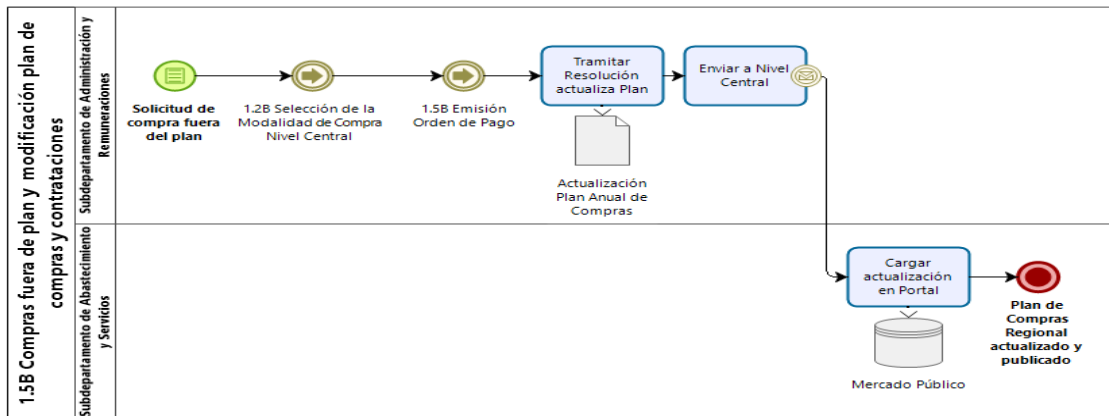 1.5B Compras fuera de plan y modificación plan de
compras y contrataciones
Subdepartamento de Administración y
Remuneraciones
Solicitud de
compra fuera
del plan
1.2B Selección de la
Modalidad de Compra
Nivel Central
1.5B Emisión
Orden de Pago
Tramitar
Resolución
actualiza Plan
Enviar a Nivel
Central
Actualización
Plan Anual de
Compras
Subdepartamento de Abastecimiento
y Servicios
Cargar
actualización
en Portal
Mercado Público
Plan de
Compras
Regional
actualizado y
publicado